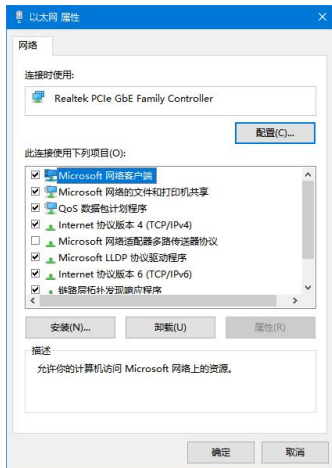 以太网 属性
网络
连接时使用:
Realtek PCIe GbE Family Controller
配置(C)...
此连接使用下列项目(O):
Microsoft 网络客户端
Microsoft 网络的文件和打印机共享
QoS 数据包计划程序
Internet 协议版本 4 (TCP/IPv4)
Microsoft 网络适配器多路传送器协议
Microsoft LLDP 协议驱动程序
Internet 协议版本 6 (TCP/IPv6)
链路层拓扑发现响应程序
安装(N)...
卸载(U)
属性(R)
描述
允许你的计算机访问 Microsoft 网络上的资源。
确定
取消